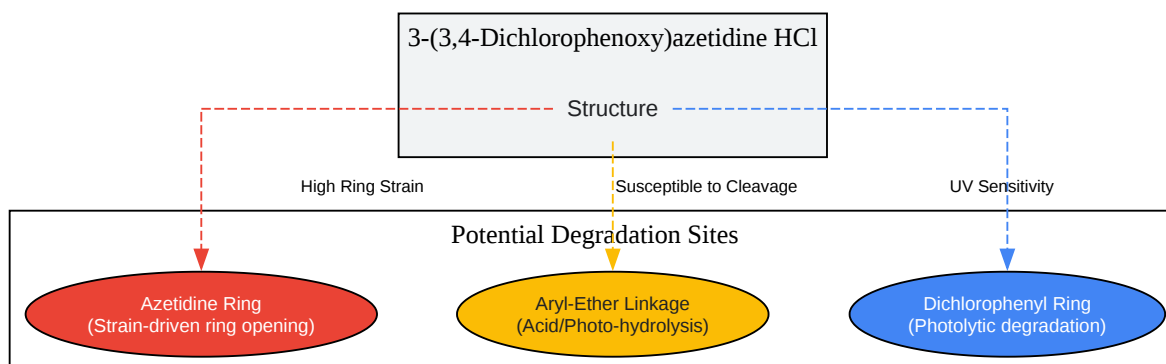 3-(3,4-Dichlorophenoxy)azetidine HCl
Structure
High Ring Strain
Susceptible to Cleavage
UV Sensitivity
Potential Degradation Sites
Azetidine Ring
(Strain-driven ring opening)
Aryl-Ether Linkage
(Acid/Photo-hydrolysis)
Dichlorophenyl Ring
(Photolytic degradation)